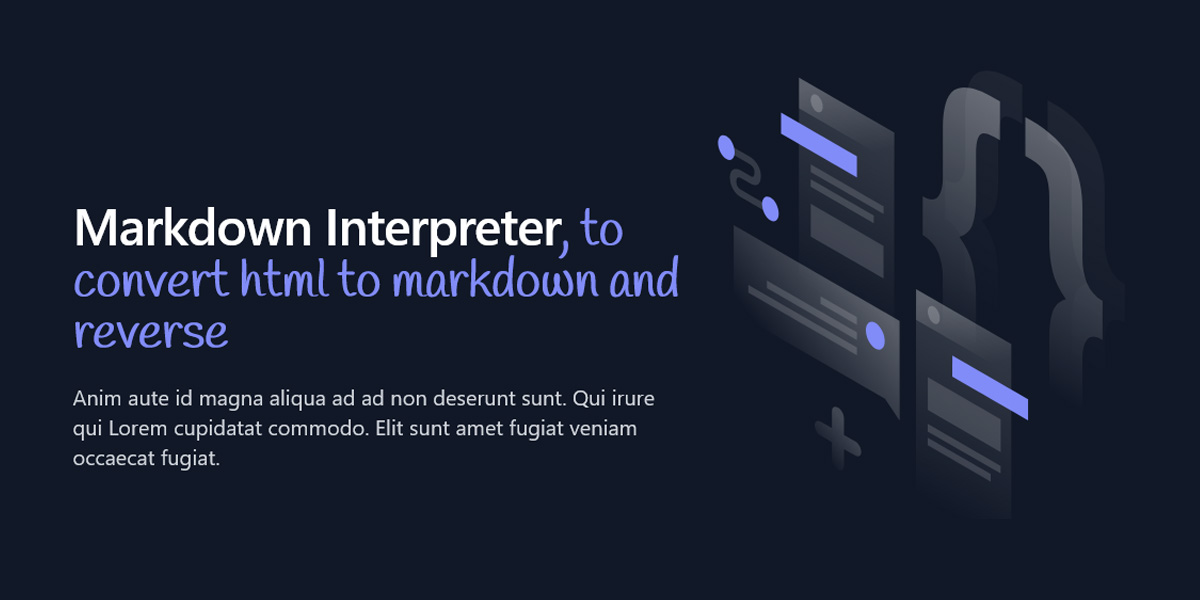 Markdown Interpreter, to
convert html to markdown and
reverse
Anim aute id magna aliqua ad ad non deserunt sunt. Qui irure
qui Lorem cupidatat commodo. Elit sunt amet fugiat veniam
occaecat fugiat.